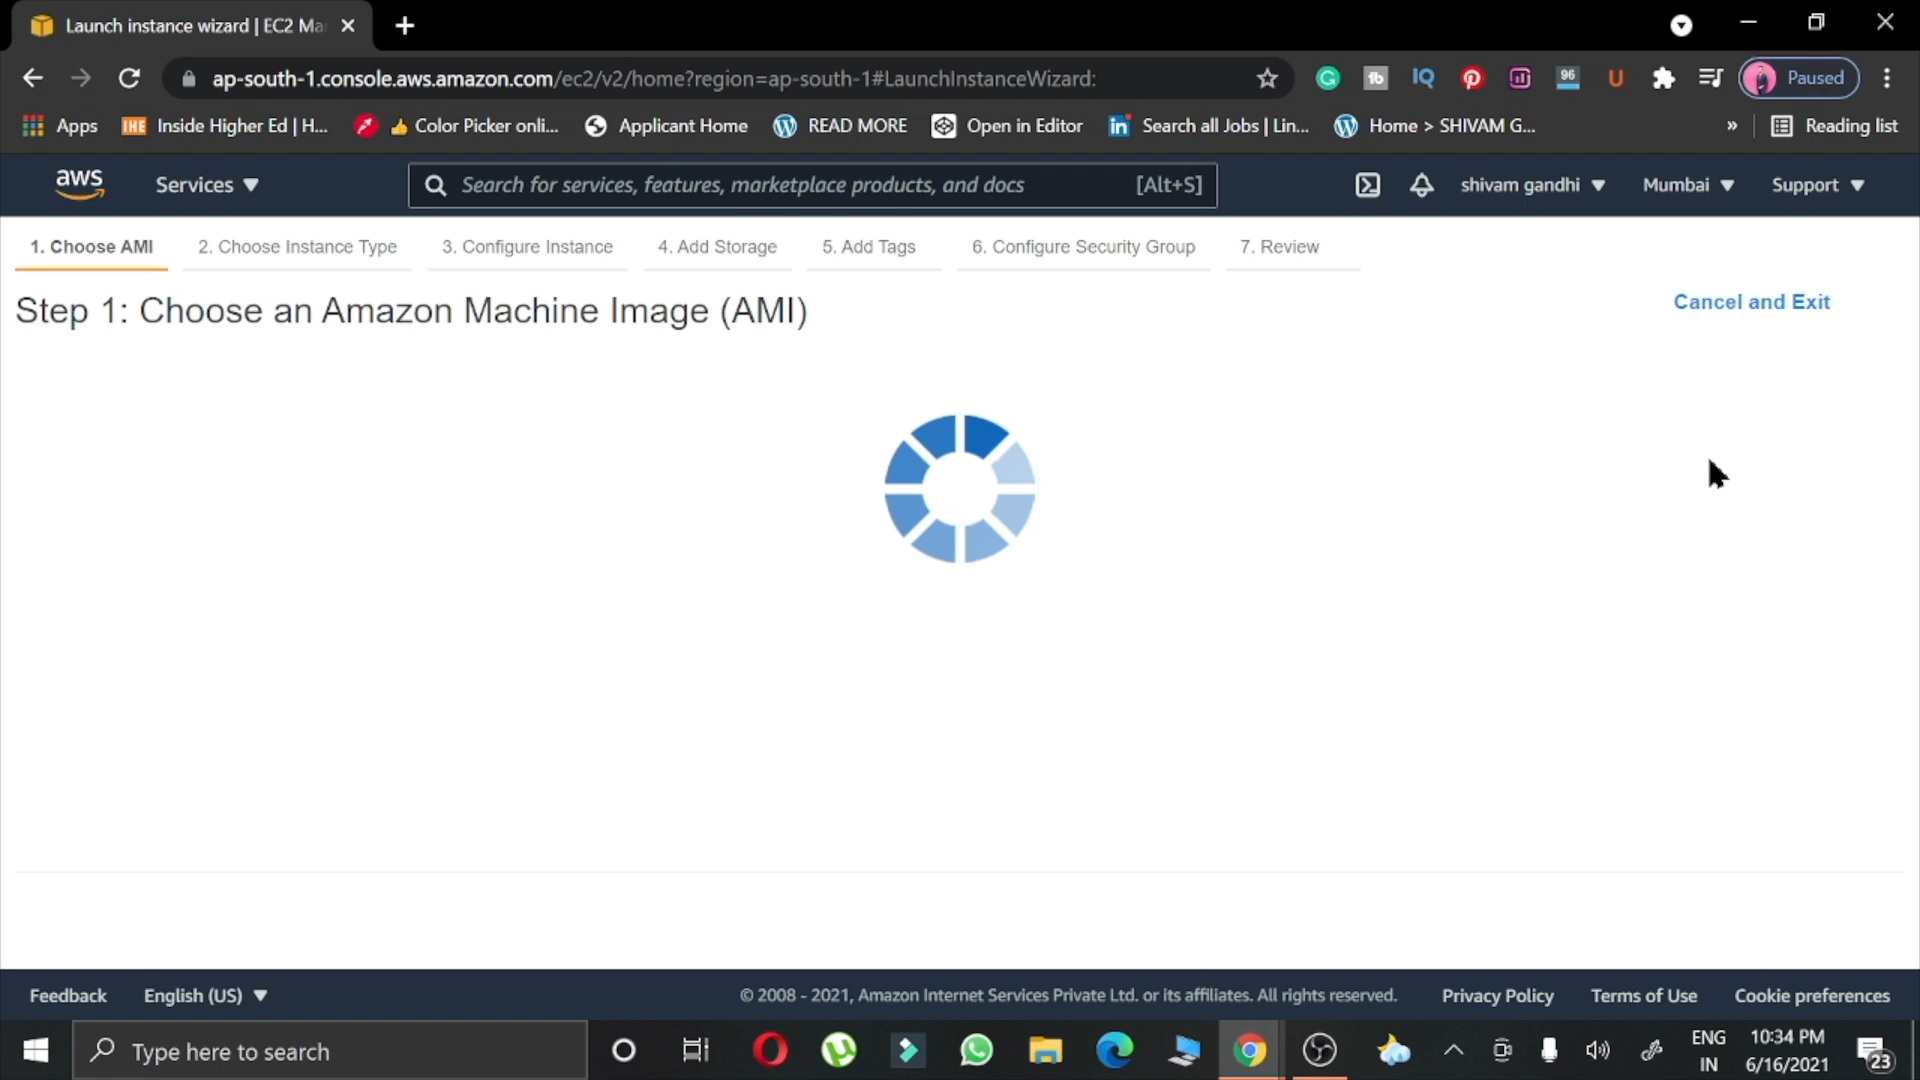 Launch instance wizard | EC2 Ma
ap-south-1.console.aws.amazon.com/ec2/v2/home?region=ap-south-1#LaunchInstanceWizard:
96
Paused
Apps
IHE Inside Higher Ed | H...
👍 Color Picker onli...
Applicant Home
READ MORE
Open in Editor
in Search all Jobs | Lin...
Home > SHIVAM G...
»
Reading list
aws
Services
Search for services, features, marketplace products, and docs
[Alt+S]
shivam gandhi
Mumbai
Support
1. Choose AMI
2. Choose Instance Type
3. Configure Instance
4. Add Storage
5. Add Tags
6. Configure Security Group
7. Review
Step 1: Choose an Amazon Machine Image (AMI)
Cancel and Exit
Feedback
English (US)
© 2008 - 2021, Amazon Internet Services Private Ltd. or its affiliates. All rights reserved.
Privacy Policy
Terms of Use
Cookie preferences
Type here to search
ENG
IN
10:34 PM
6/16/2021
23